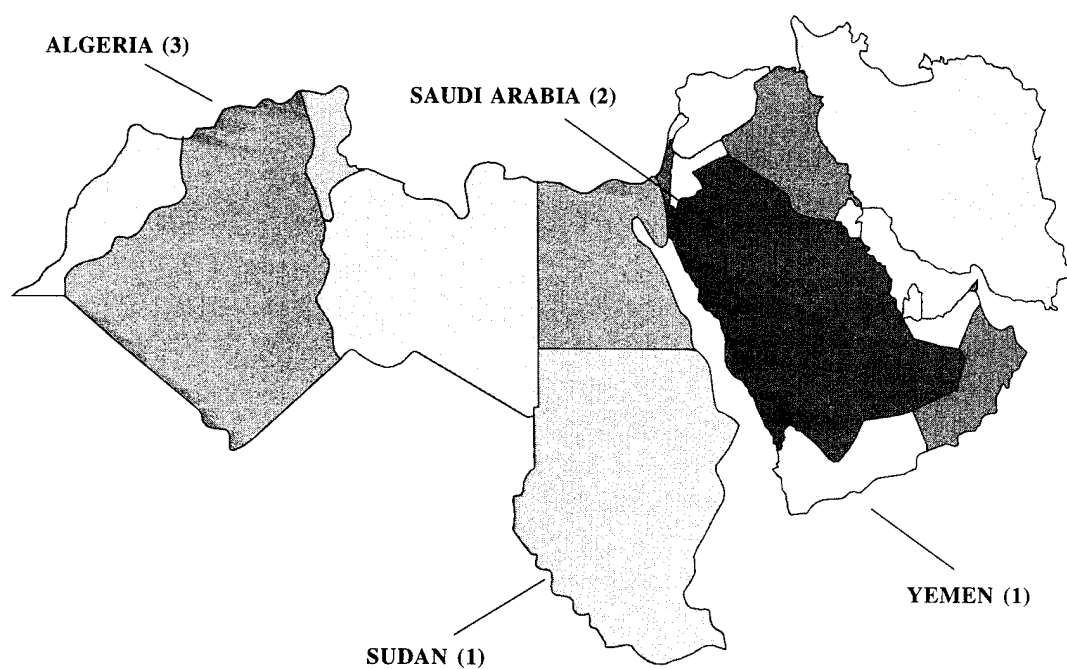 ALGERIA (3)
SAUDI ARABIA (2)
YEMEN (1)
SUDAN (1)